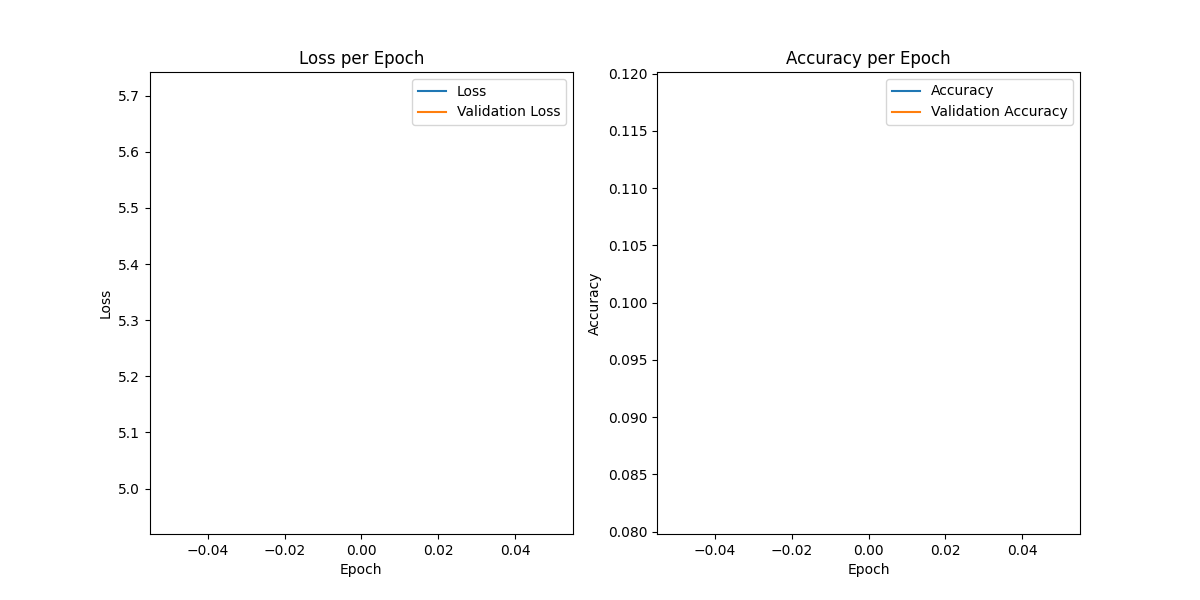 Loss per Epoch
Loss
Validation Loss
5.7
5.6
5.5
5.4
5.3
5.2
5.1
5.0
Loss
−0.04
−0.02
0.00
0.02
0.04
Epoch
Accuracy per Epoch
Accuracy
Validation Accuracy
0.120
0.115
0.110
0.105
0.100
0.095
0.090
0.085
0.080
Accuracy
−0.04
−0.02
0.00
0.02
0.04
Epoch